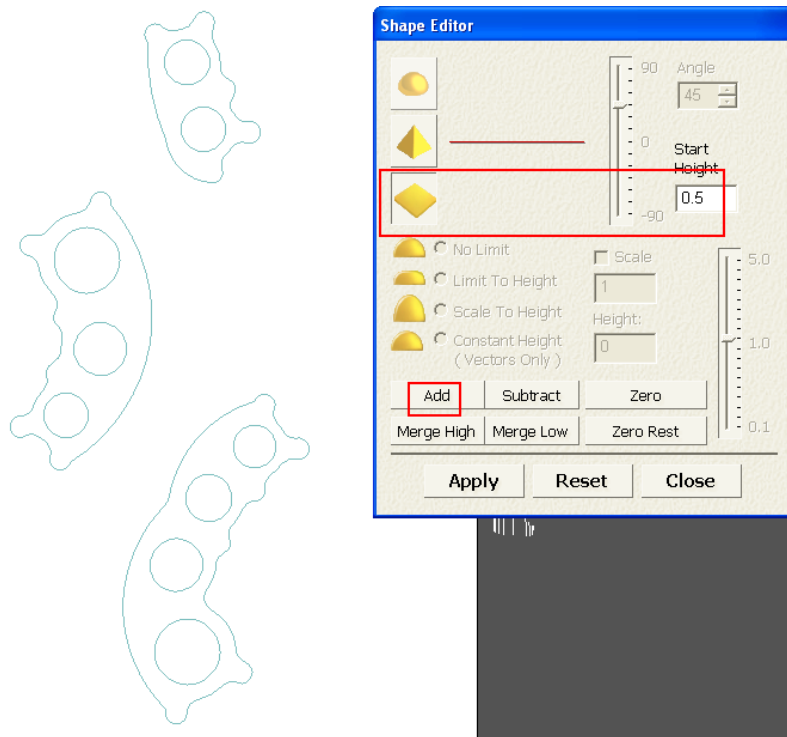 Shape Editor
90
Angle
45
0
Start
Height
0.5
-90
No Limit
Scale
5.0
Limit To Height
1
Scale To Height
Height:
Constant Height
1.0
( Vectors Only )
0
Add
Subtract
Zero
0.1
Merge High
Merge Low
Zero Rest
Apply
Reset
Close